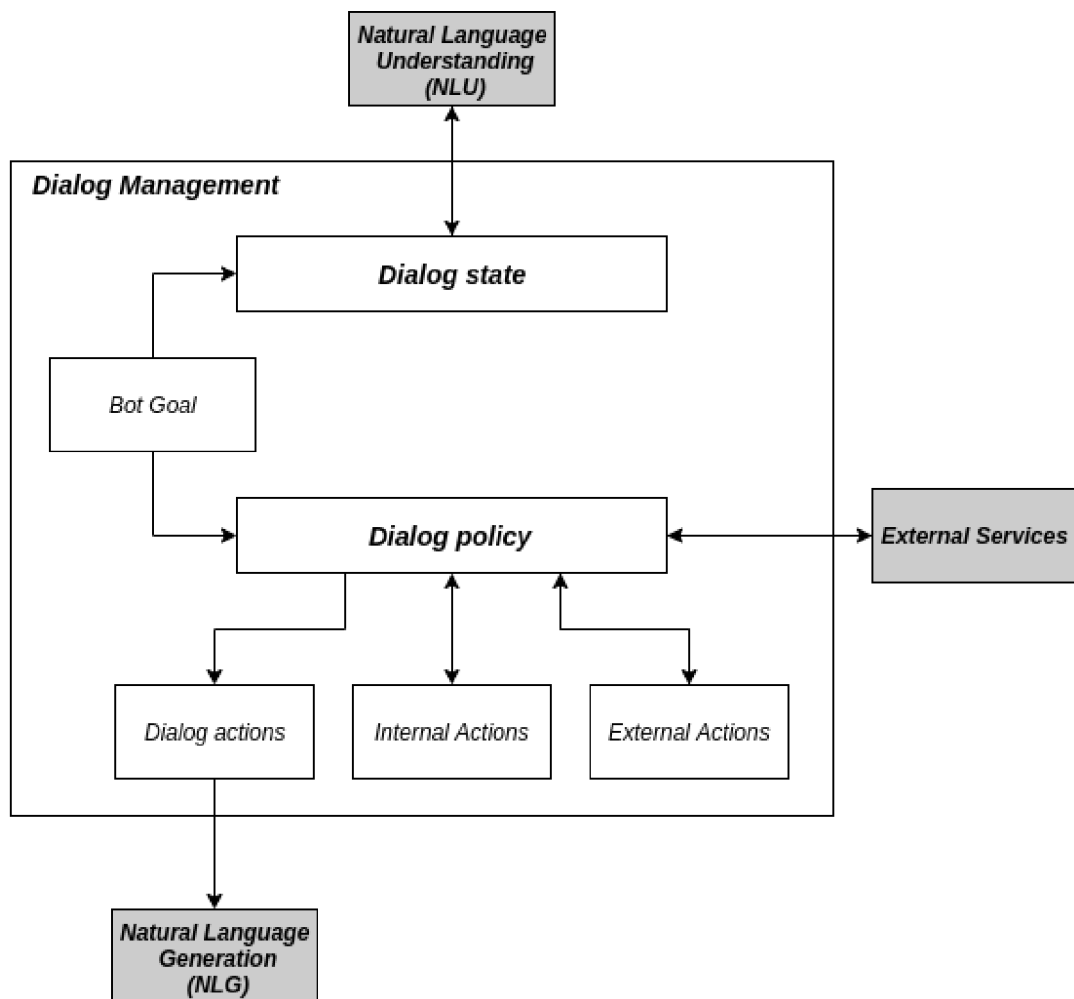 Natural Language
Understanding
(NLU)
Dialog Management
Dialog state
Bot Goal
Dialog policy
External Services
Dialog actions
Internal Actions
External Actions
Natural Language
Generation
(NLG)